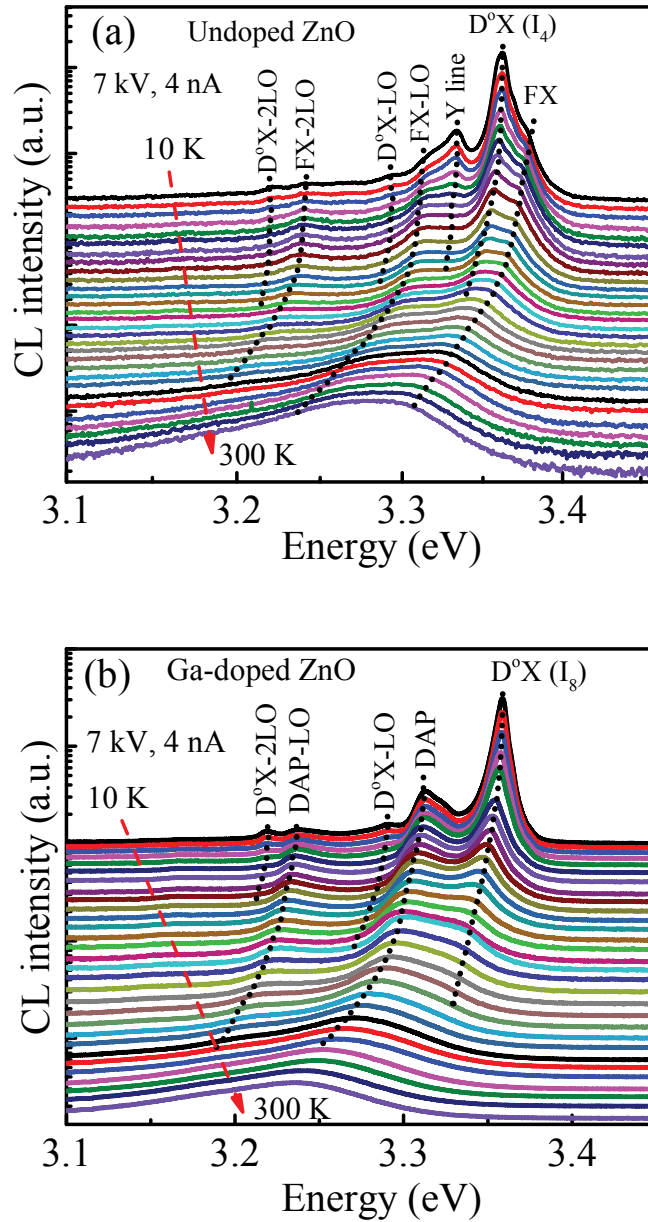 (a)
Undoped ZnO
D°X (I₄)
7 kV, 4 nA
D°X-2LO
FX-2LO
D°X-LO
FX-LO
Y line
FX
10 K
300 K
CL intensity (a.u.)
3.1
3.2
3.3
3.4
Energy (eV)
(b)
Ga-doped ZnO
D°X (I₈)
7 kV, 4 nA
D°X-2LO
DAP-LO
D°X-LO
DAP
10 K
300 K
CL intensity (a.u.)
3.1
3.2
3.3
3.4
Energy (eV)